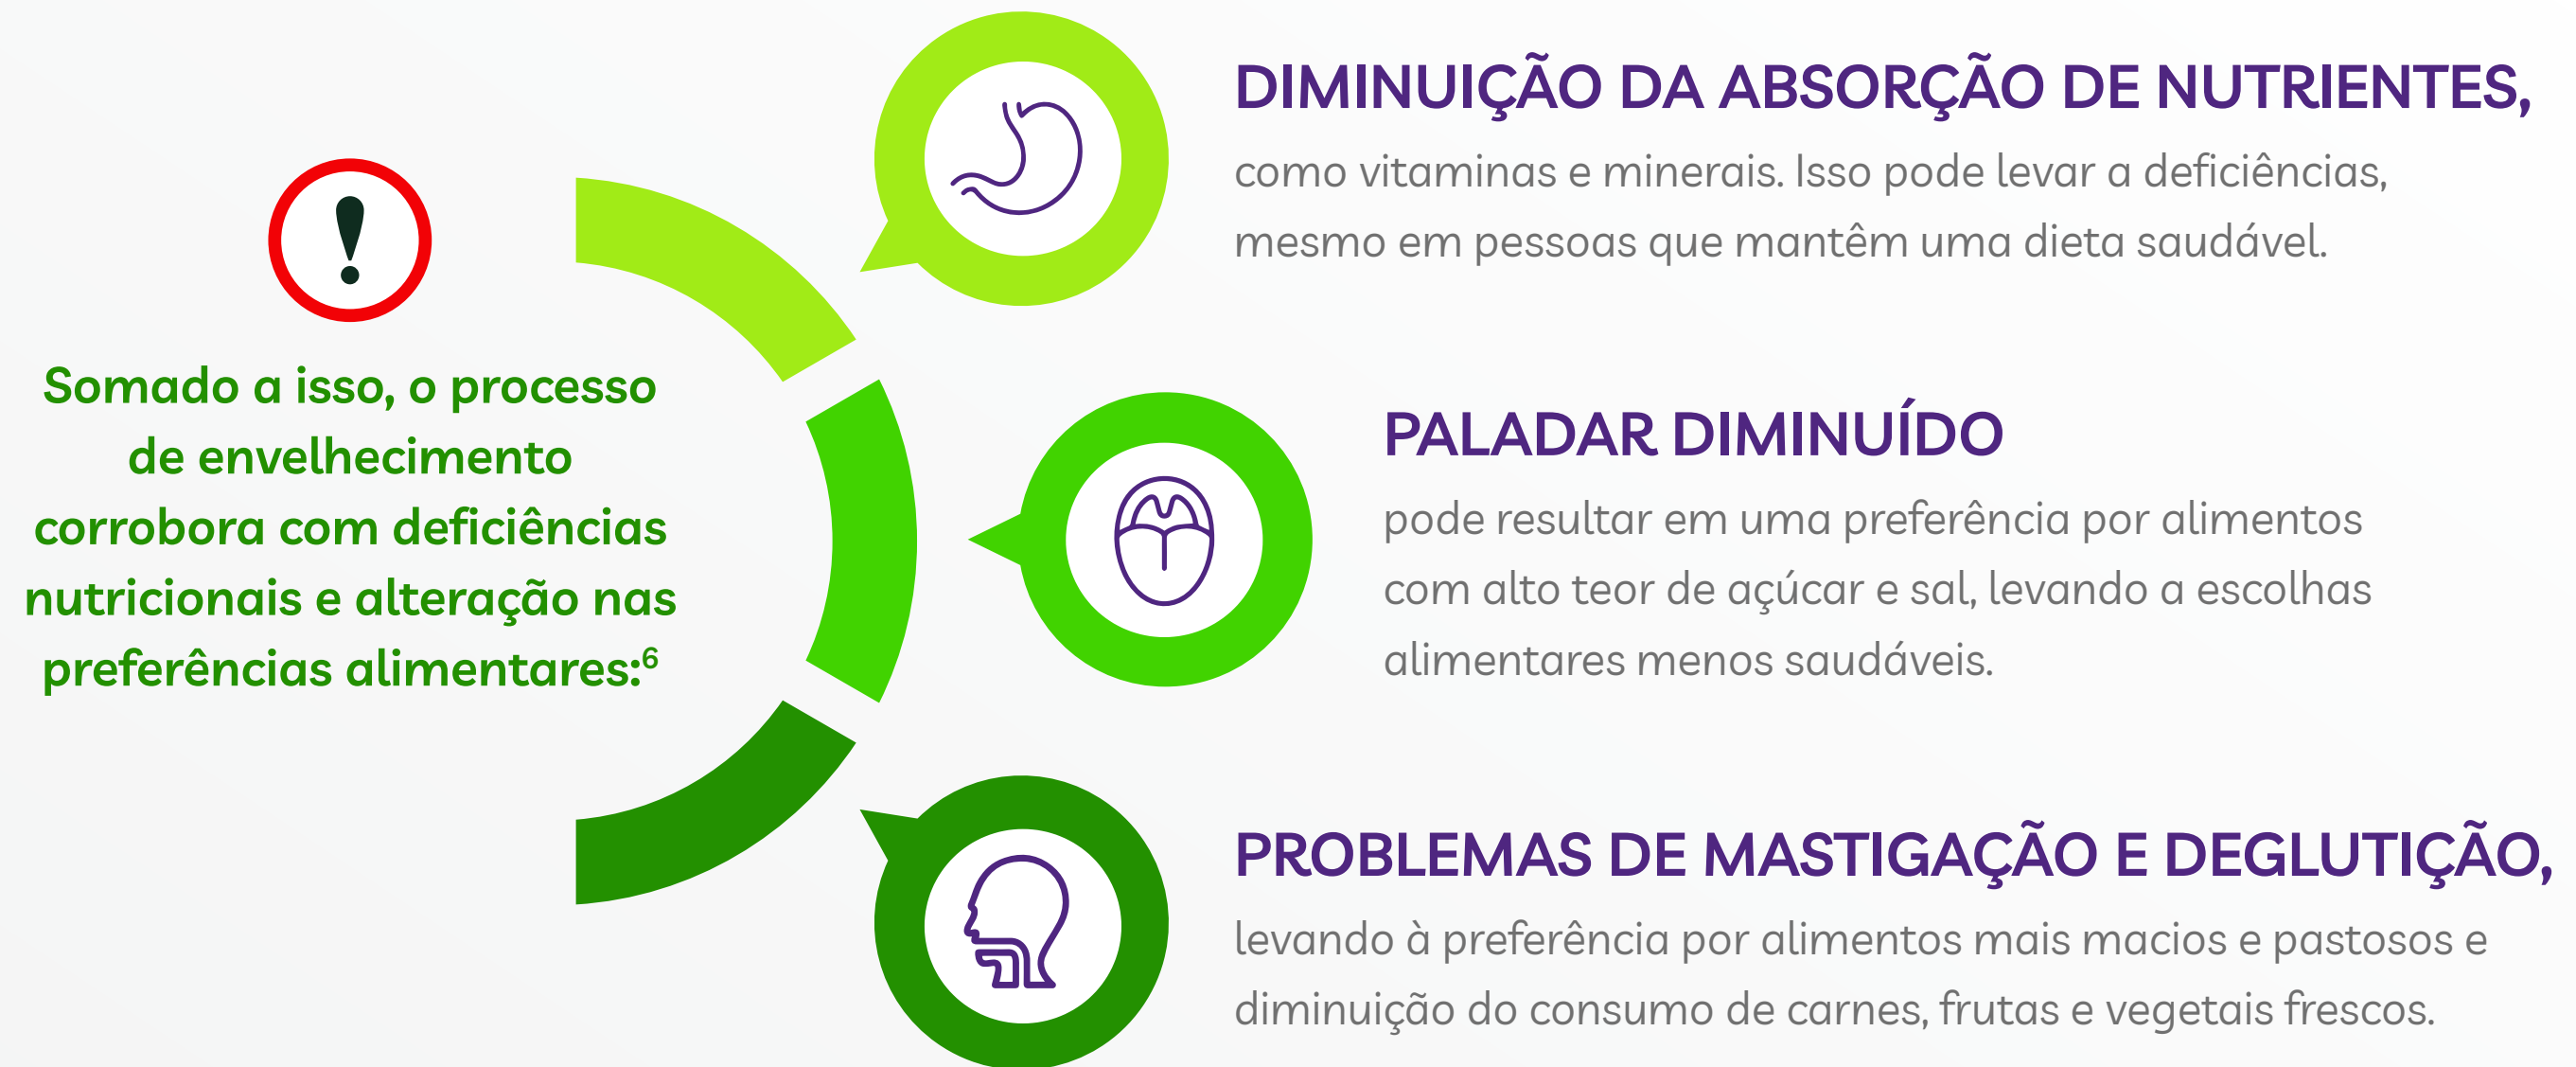 Somado a isso, o processo
de envelhecimento
corrobora com deficiências
nutricionais e alteração nas
preferências alimentares:⁶
DIMINUIÇÃO DA ABSORÇÃO DE NUTRIENTES,
como vitaminas e minerais. Isso pode levar a deficiências,
mesmo em pessoas que mantêm uma dieta saudável.
PALADAR DIMINUÍDO
pode resultar em uma preferência por alimentos
com alto teor de açúcar e sal, levando a escolhas
alimentares menos saudáveis.
PROBLEMAS DE MASTIGAÇÃO E DEGLUTIÇÃO,
levando à preferência por alimentos mais macios e pastosos e
diminuição do consumo de carnes, frutas e vegetais frescos.